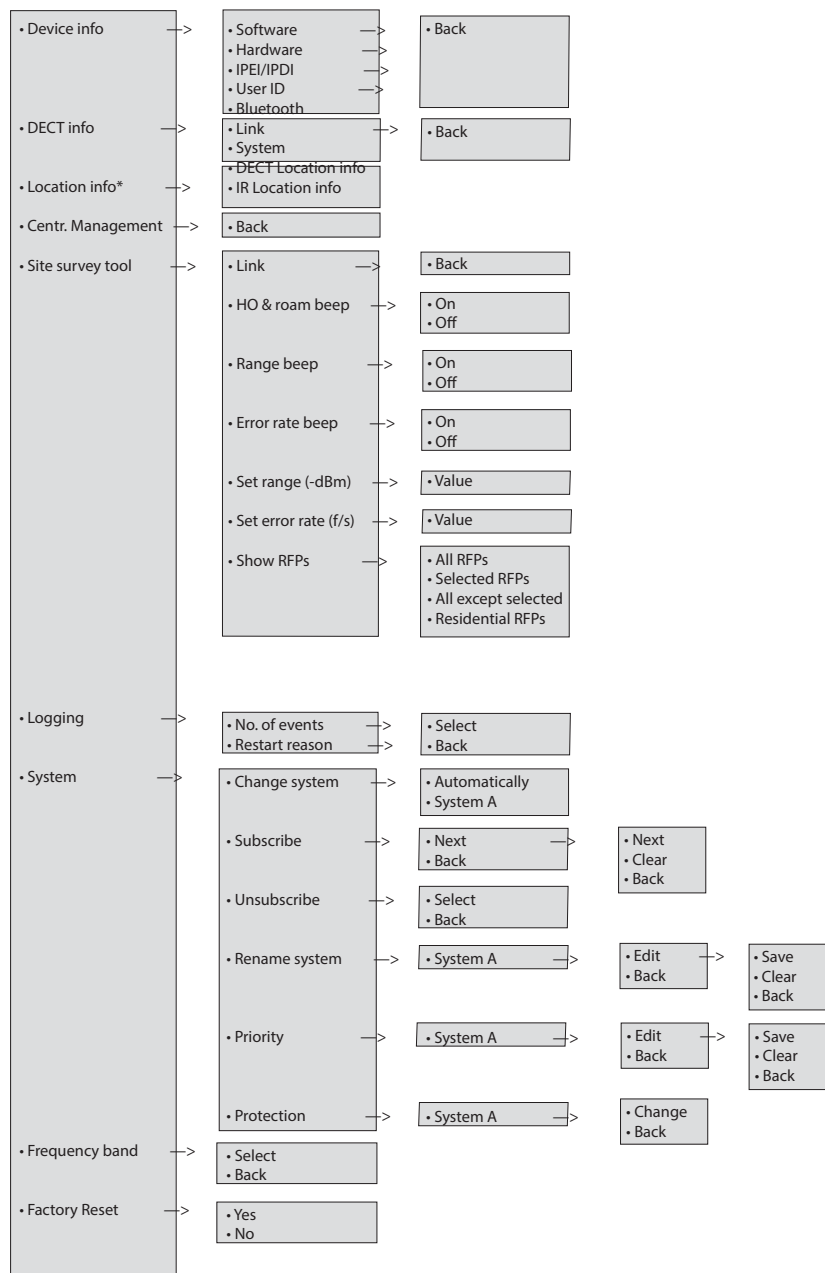 • Device info —>
• Software —>
• Hardware —>
• IPEI/IPDI —>
• User ID —>
• Bluetooth
• Back
• DECT info —>
• Link —>
• System
• Back
• Location info* —>
• DECT Location info
• IR Location info
• Centr. Management —>
• Back
• Site survey tool —>
• Link —>
• Back
• HO & roam beep —>
• On
• Off
• Range beep —>
• On
• Off
• Error rate beep —>
• On
• Off
• Set range (-dBm) —>
• Value
• Set error rate (f/s) —>
• Value
• Show RFPs —>
• All RFPs
• Selected RFPs
• All except selected
• Residential RFPs
• Logging —>
• No. of events —>
• Restart reason —>
• Select
• Back
• System —>
• Change system —>
• Automatically
• System A
• Subscribe —>
• Next —>
• Back
• Next
• Clear
• Back
• Unsubscribe —>
• Select
• Back
• Rename system —>
• System A —>
• Edit —>
• Back
• Save
• Clear
• Back
• Priority —>
• System A —>
• Edit —>
• Back
• Save
• Clear
• Back
• Protection —>
• System A —>
• Change
• Back
• Frequency band —>
• Select
• Back
• Factory Reset —>
• Yes
• No